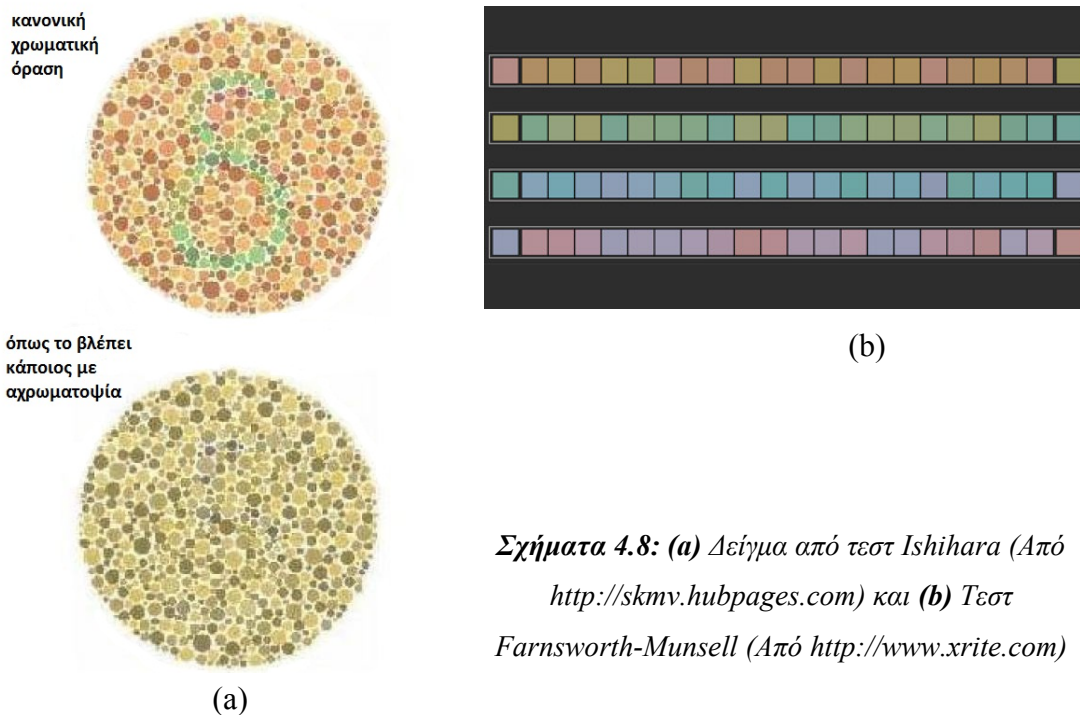 κανονική
χρωματική
όραση
όπως το βλέπει
κάποιος με
αχρωματοψία
(a)
(b)
Σχήματα 4.8: (a) Δείγμα από τεστ Ishihara (Από
http://skmv.hubpages.com) και (b) Τεστ
Farnsworth-Munsell (Από http://www.xrite.com)